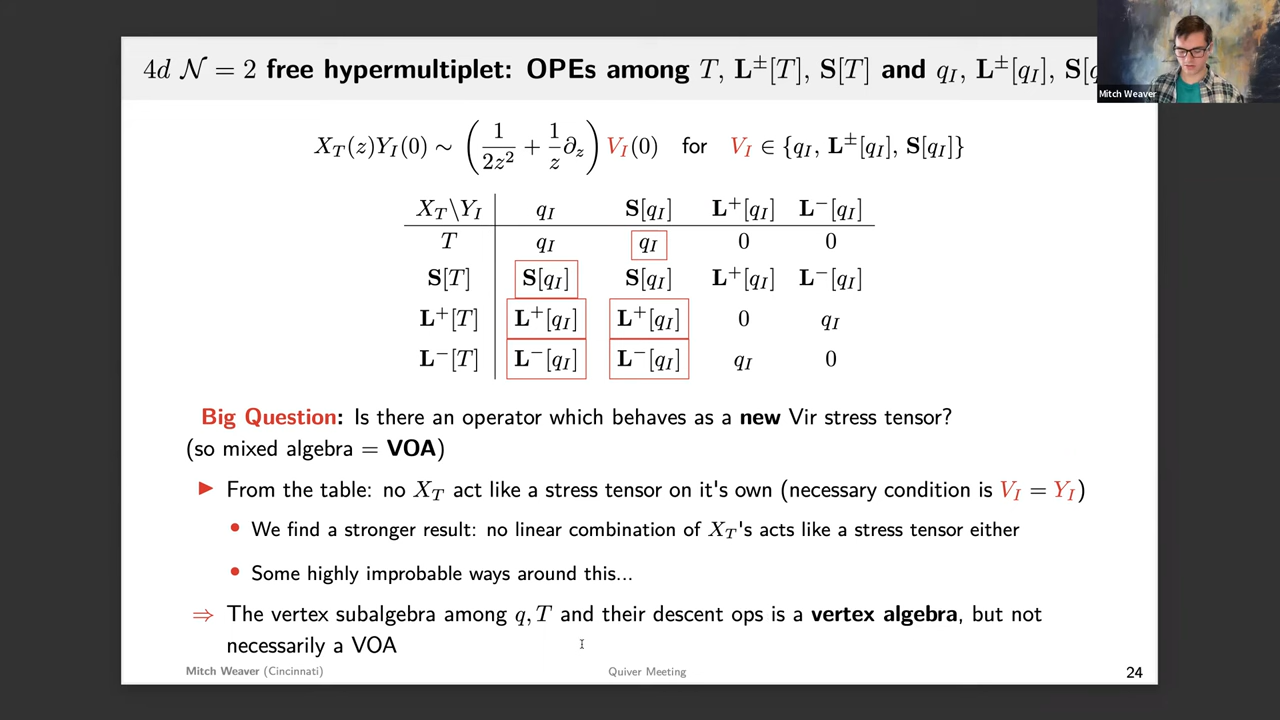 4d 𝒩 = 2 free hypermultiplet: OPEs among T, L±[T], S[T] and q_I, L±[q_I], S[q
Mitch Weaver
X_T(z)Y_I(0) ∼ (1/2z² + 1/z ∂_z) V_I(0) for V_I ∈ {q_I, L±[q_I], S[q_I]}
X_T\Y_I q_I S[q_I] L⁺[q_I] L⁻[q_I]
T q_I q_I 0 0
S[T] S[q_I] S[q_I] L⁺[q_I] L⁻[q_I]
L⁺[T] L⁺[q_I] L⁺[q_I] 0 q_I
L⁻[T] L⁻[q_I] L⁻[q_I] q_I 0
Big Question: Is there an operator which behaves as a new Vir stress tensor?
(so mixed algebra = VOA)
▶ From the table: no X_T act like a stress tensor on it's own (necessary condition is V_I = Y_I)
• We find a stronger result: no linear combination of X_T's acts like a stress tensor either
• Some highly improbable ways around this...
⇒ The vertex subalgebra among q, T and their descent ops is a vertex algebra, but not
necessarily a VOA
Mitch Weaver (Cincinnati) Quiver Meeting 24